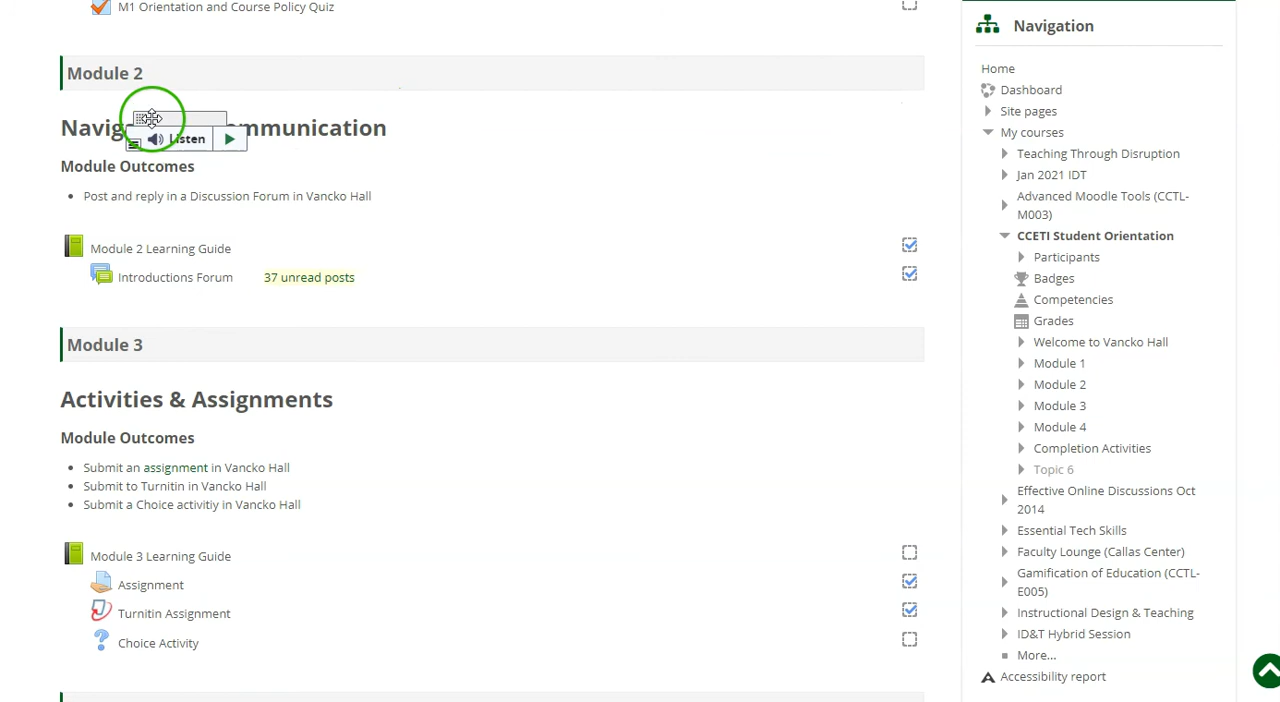 M1 Orientation and Course Policy Quiz
Module 2
Listen
Module Outcomes
Post and reply in a Discussion Forum in Vancko Hall
Module 2 Learning Guide
Introductions Forum 37 unread posts
Module 3
Activities & Assignments
Module Outcomes
Submit an assignment in Vancko Hall
Submit to Turnitin in Vancko Hall
Submit a Choice activitiy in Vancko Hall
Module 3 Learning Guide
Assignment
Turnitin Assignment
Choice Activity
Navigation
Home
Dashboard
Site pages
My courses
Teaching Through Disruption
Jan 2021 IDT
Advanced Moodle Tools (CCTL-
M003)
CCETI Student Orientation
Participants
Badges
Competencies
Grades
Welcome to Vancko Hall
Module 1
Module 2
Module 3
Module 4
Completion Activities
Topic 6
Effective Online Discussions Oct
2014
Essential Tech Skills
Faculty Lounge (Callas Center)
Gamification of Education (CCTL-
E005)
Instructional Design & Teaching
ID&T Hybrid Session
More...
Accessibility report